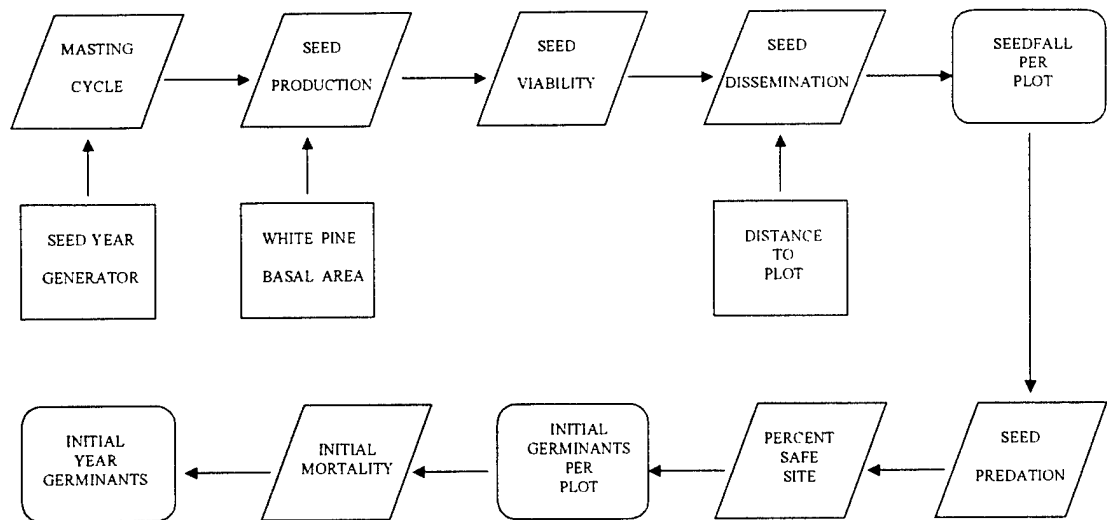 MASTING
CYCLE
SEED
PRODUCTION
SEED
VIABILITY
SEED
DISSEMINATION
SEEDFALL
PER
PLOT
SEED YEAR
GENERATOR
WHITE PINE
BASAL AREA
DISTANCE
TO
PLOT
INITIAL
YEAR
GERMINANTS
INITIAL
MORTALITY
INITIAL
GERMINANTS
PER
PLOT
PERCENT
SAFE
SITE
SEED
PREDATION